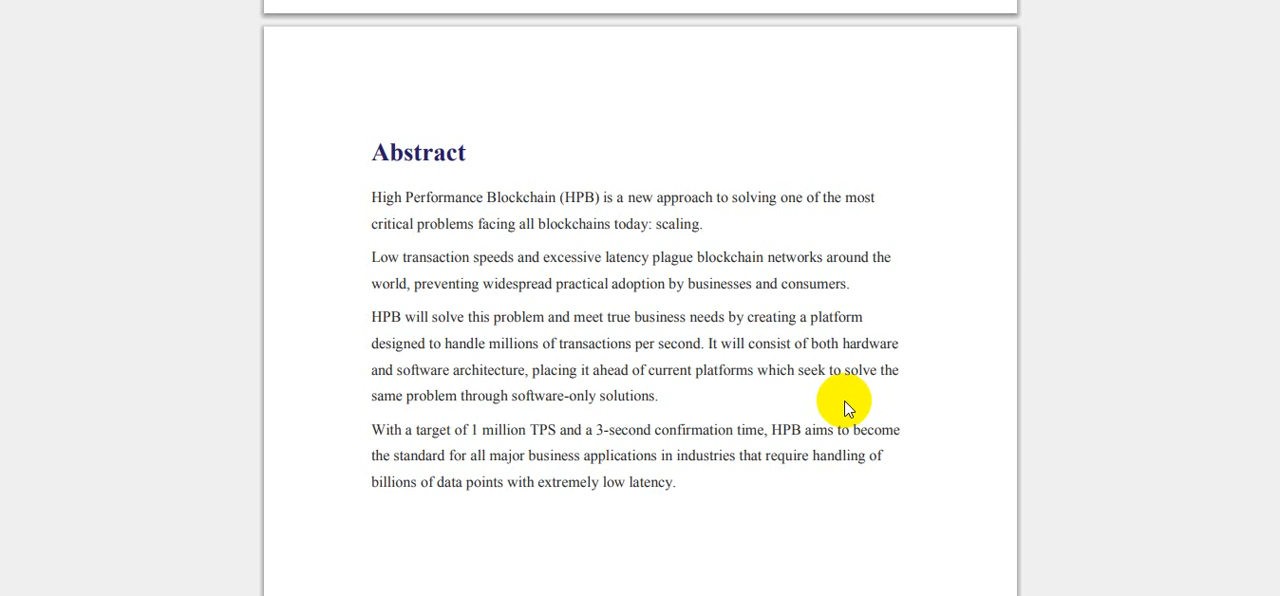 Abstract
High Performance Blockchain (HPB) is a new approach to solving one of the most
critical problems facing all blockchains today: scaling.
Low transaction speeds and excessive latency plague blockchain networks around the
world, preventing widespread practical adoption by businesses and consumers.
HPB will solve this problem and meet true business needs by creating a platform
designed to handle millions of transactions per second. It will consist of both hardware
and software architecture, placing it ahead of current platforms which seek to solve the
same problem through software-only solutions.
With a target of 1 million TPS and a 3-second confirmation time, HPB aims to become
the standard for all major business applications in industries that require handling of
billions of data points with extremely low latency.